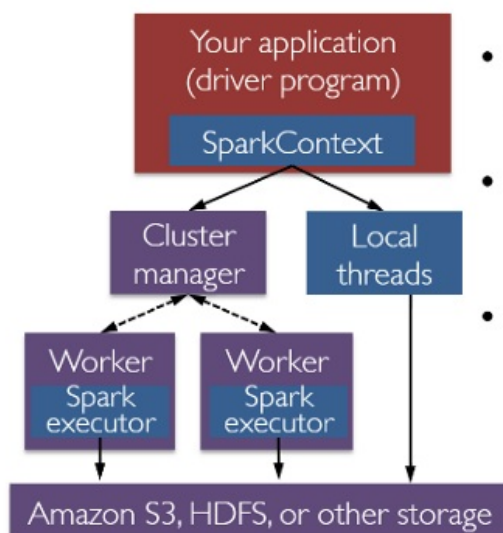 Your application
(driver program)
SparkContext
Cluster
manager
Local
threads
Worker
Spark
executor
Worker
Spark
executor
Amazon S3, HDFS, or other storage